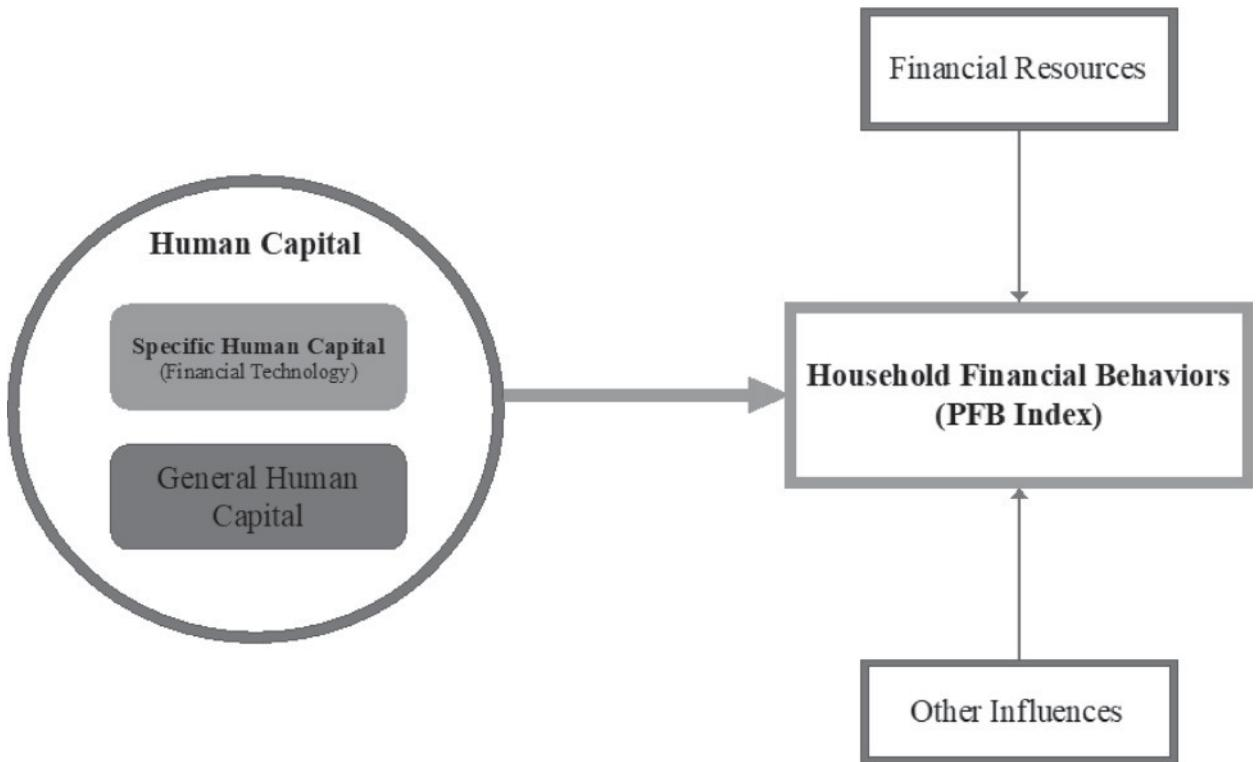 Financial Resources
Human Capital
Specific Human Capital
(Financial Technology)
General Human
Capital
Household Financial Behaviors
(PFB Index)
Other Influences